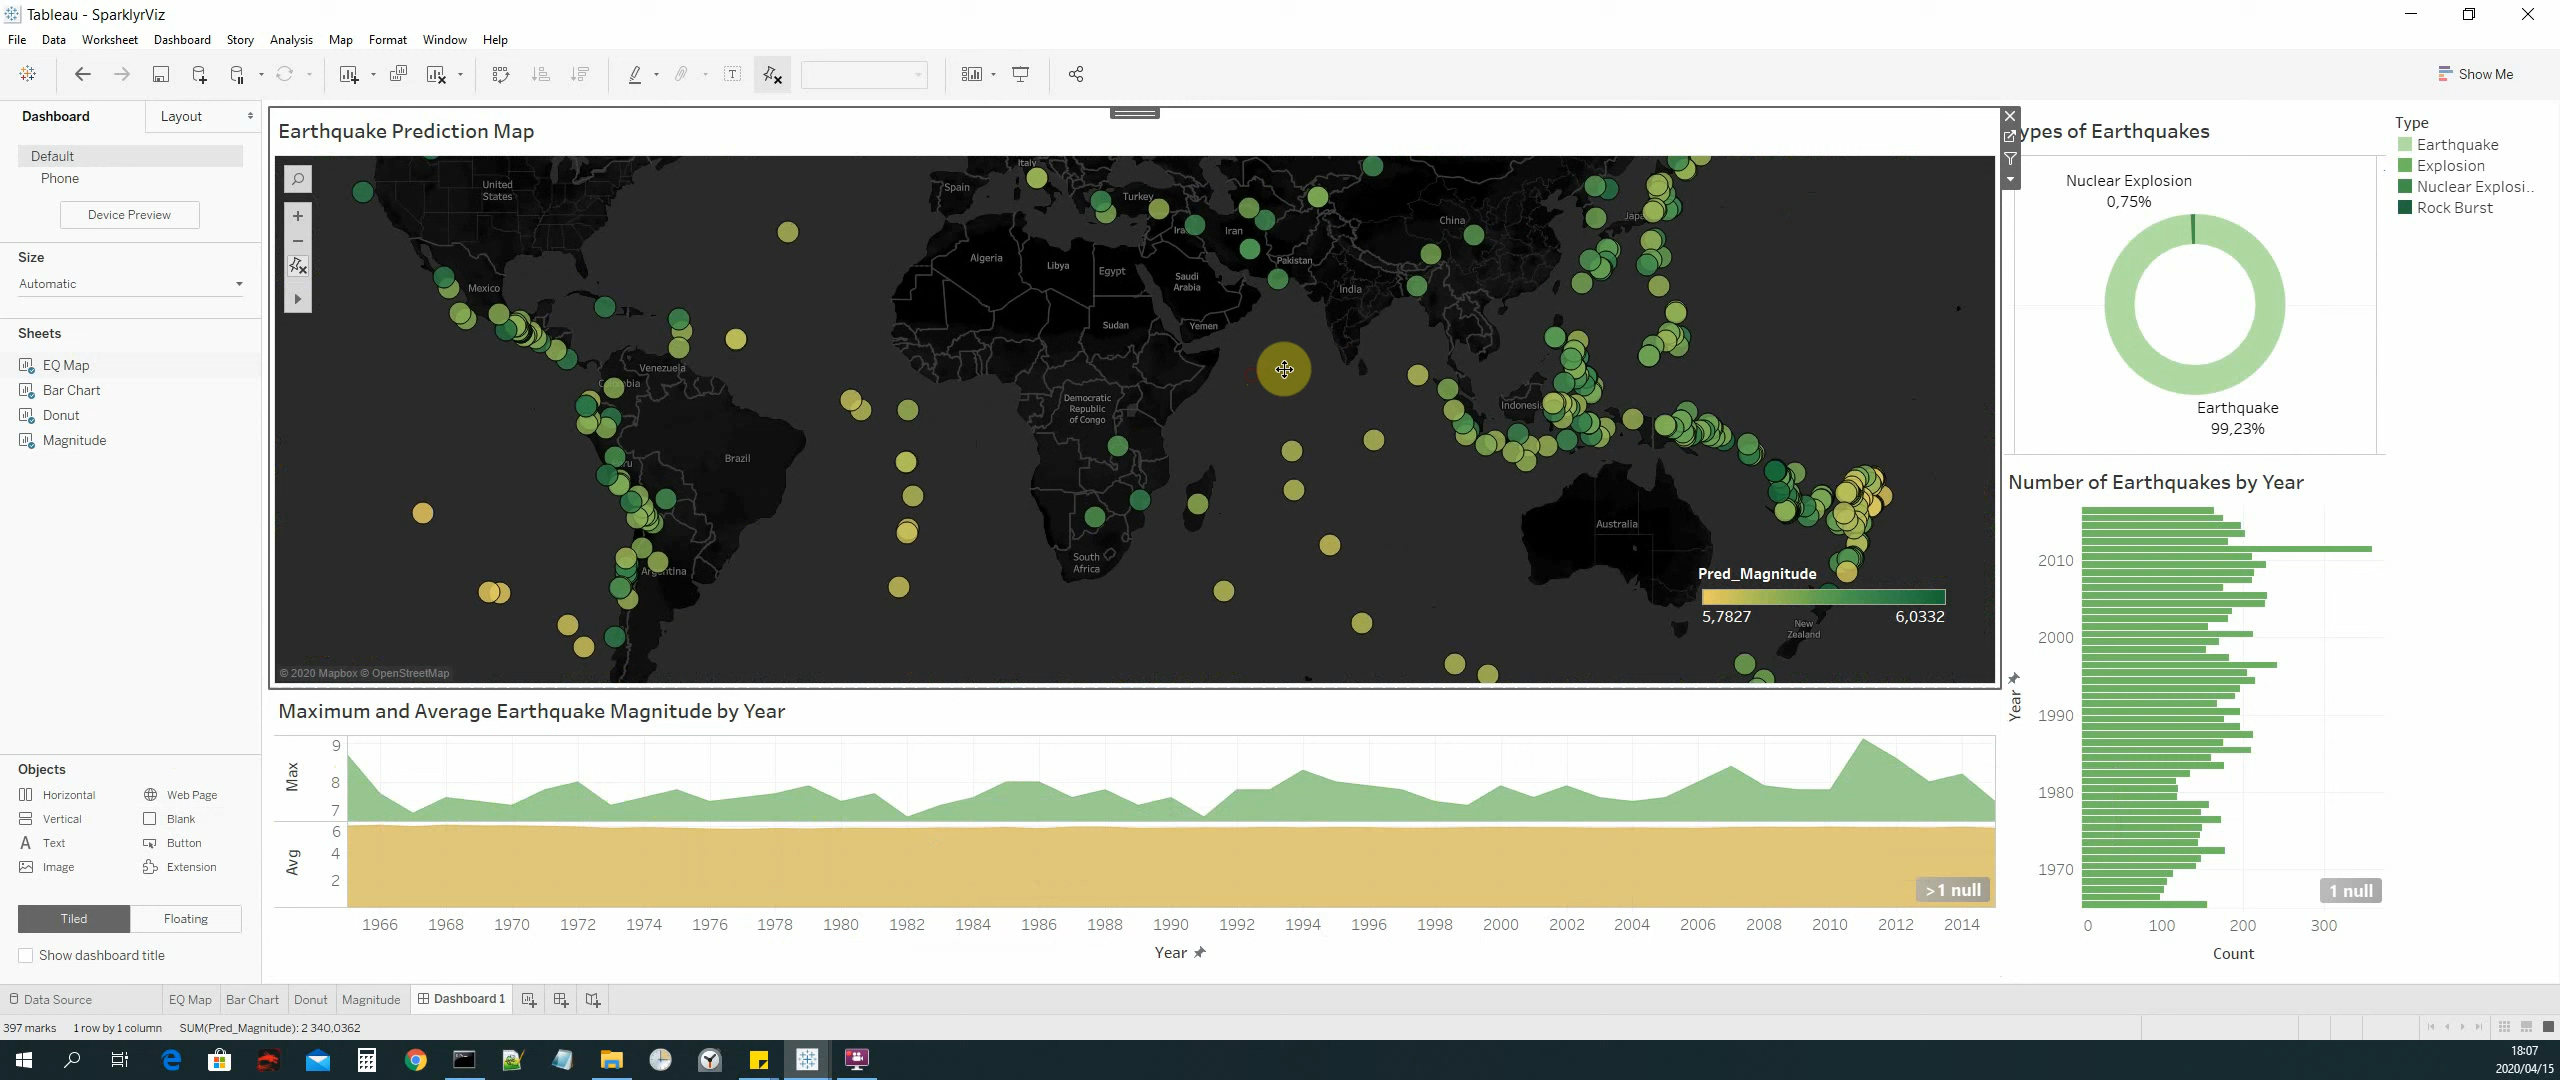 Tableau - SparklyrViz
File Data Worksheet Dashboard Story Analysis Map Format Window Help
Show Me
Dashboard
Layout
Default
Phone
Device Preview
Size
Automatic
Sheets
EQ Map
Bar Chart
Donut
Magnitude
Objects
Horizontal
Web Page
Vertical
Blank
Text
Button
Image
Extension
Tiled
Floating
Show dashboard title
Earthquake Prediction Map
United
States
Mexico
Venezuela
Brazil
Argentina
Italy
Spain
Turkey
Iran
Algeria
Libya
Egypt
Saudi
Arabia
Pakistan
China
India
Sudan
Yemen
Democratic
Republic
of Congo
South
Africa
Australia
New
Zealand
Pred_Magnitude
5,7827
6,0332
© 2020 Mapbox © OpenStreetMap
Maximum and Average Earthquake Magnitude by Year
Max
9
8
7
Avg
6
4
2
>1 null
1966 1968 1970 1972 1974 1976 1978 1980 1982 1984 1986 1988 1990 1992 1994 1996 1998 2000 2002 2004 2006 2008 2010 2012 2014
Year
ypes of Earthquakes
Nuclear Explosion
0,75%
Earthquake
99,23%
Type
Earthquake
Explosion
Nuclear Explosi..
Rock Burst
Number of Earthquakes by Year
Year
2010
2000
1990
1980
1970
1 null
0 100 200 300
Count
Data Source
EQ Map
Bar Chart
Donut
Magnitude
Dashboard 1
397 marks 1 row by 1 column SUM(Pred_Magnitude): 2 340,0362
18:07
2020/04/15